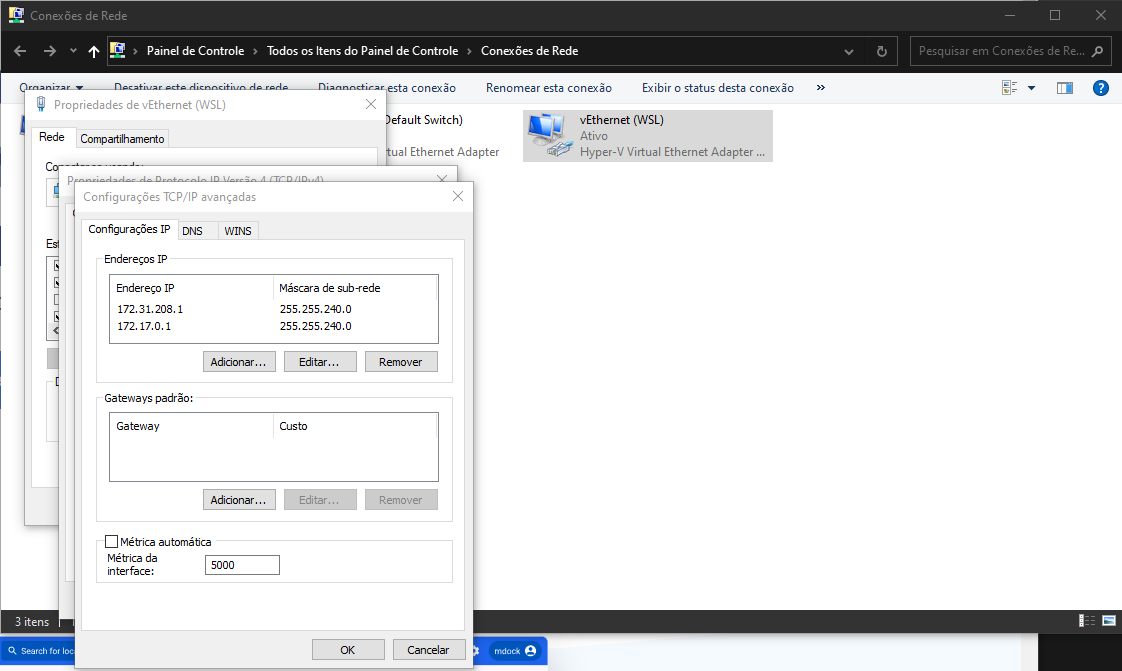 Conexões de Rede
Painel de Controle > Todos os Itens do Painel de Controle > Conexões de Rede
Pesquisar em Conexões de Re...
Organizar
Desativar este dispositivo de rede
Diagnosticar esta conexão
Renomear esta conexão
Exibir o status desta conexão
»
Default Switch)
tual Ethernet Adapter
vEthernet (WSL)
Ativo
Hyper-V Virtual Ethernet Adapter ...
Propriedades de vEthernet (WSL)
Rede
Compartilhamento
Conectar-se usando:
Est
Propriedades de Protocolo IP Versão 4 (TCP/IPv4)
Configurações TCP/IP avançadas
Configurações IP
DNS
WINS
Endereços IP
Endereço IP Máscara de sub-rede
172.31.208.1 255.255.240.0
172.17.0.1 255.255.240.0
Adicionar... Editar... Remover
Gateways padrão:
Gateway Custo
Adicionar... Editar... Remover
Métrica automática
Métrica da
interface:
5000
OK Cancelar
3 itens
Search for loc
mdock